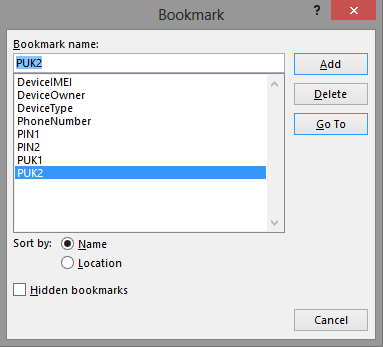 Bookmark
?
Bookmark name:
PUK2
Add
DeviceIMEI
DeviceOwner
DeviceType
PhoneNumber
PIN1
PIN2
PUK1
PUK2
Delete
Go To
Sort by:
Name
Location
Hidden bookmarks
Cancel